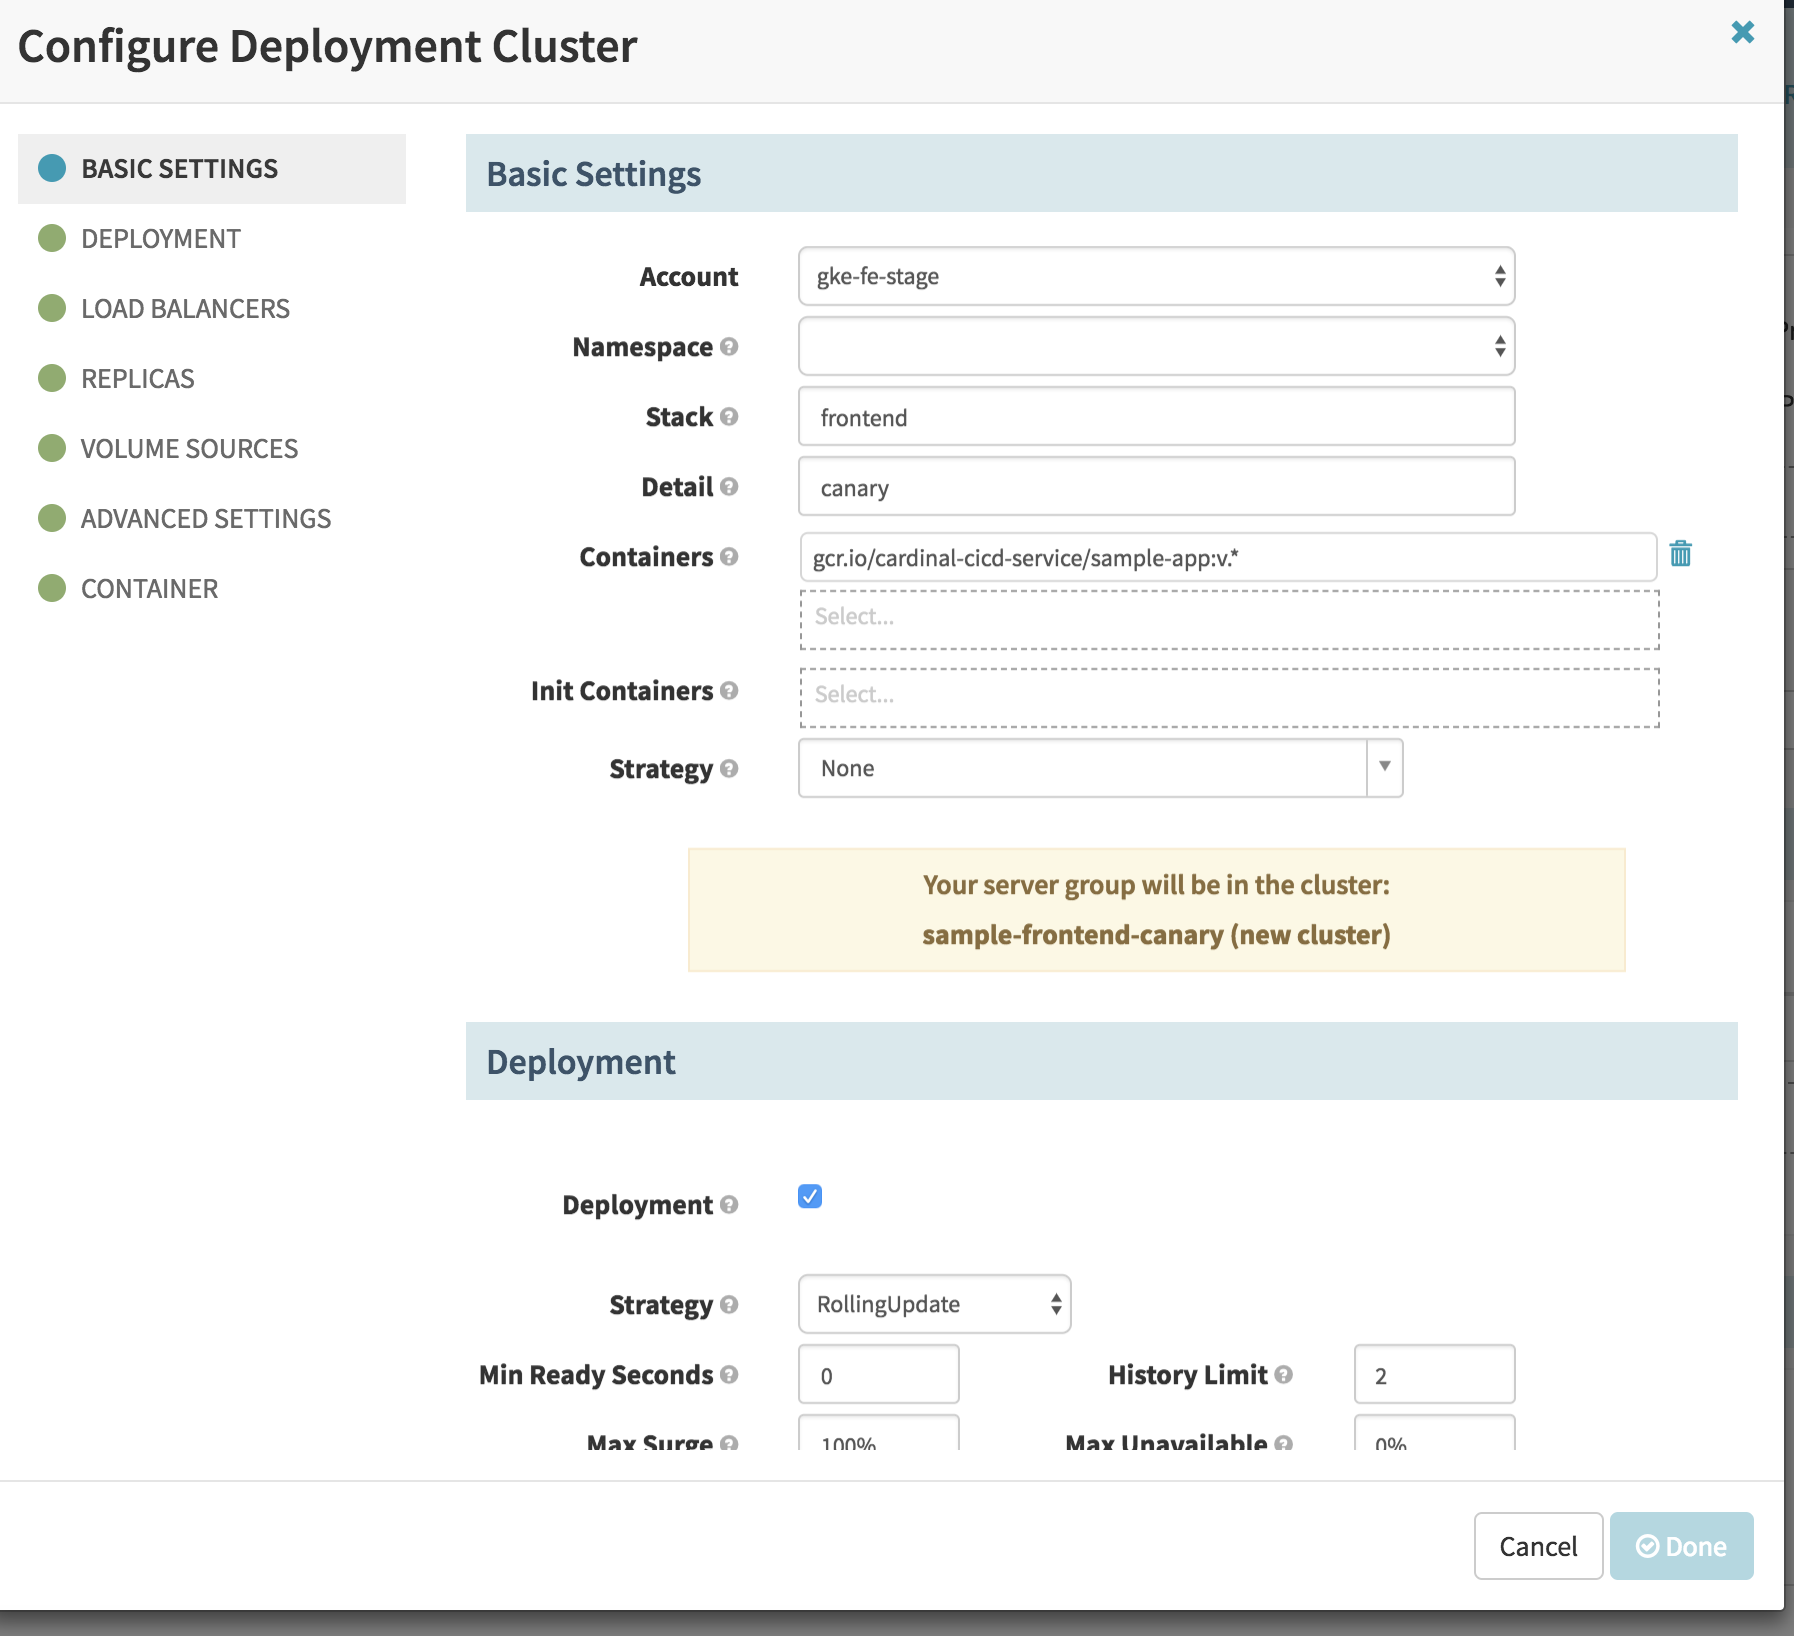 Configure Deployment Cluster
BASIC SETTINGS
DEPLOYMENT
LOAD BALANCERS
REPLICAS
VOLUME SOURCES
ADVANCED SETTINGS
CONTAINER
Basic Settings
Account gke-fe-stage
Namespace
Stack frontend
Detail canary
Containers gcr.io/cardinal-cicd-service/sample-app:v.*
Select...
Init Containers Select...
Strategy None
Your server group will be in the cluster:
sample-frontend-canary (new cluster)
Deployment
Deployment
Strategy RollingUpdate
Min Ready Seconds 0 History Limit 2
Max Surge 100% Max Unavailable 0%
Cancel Done